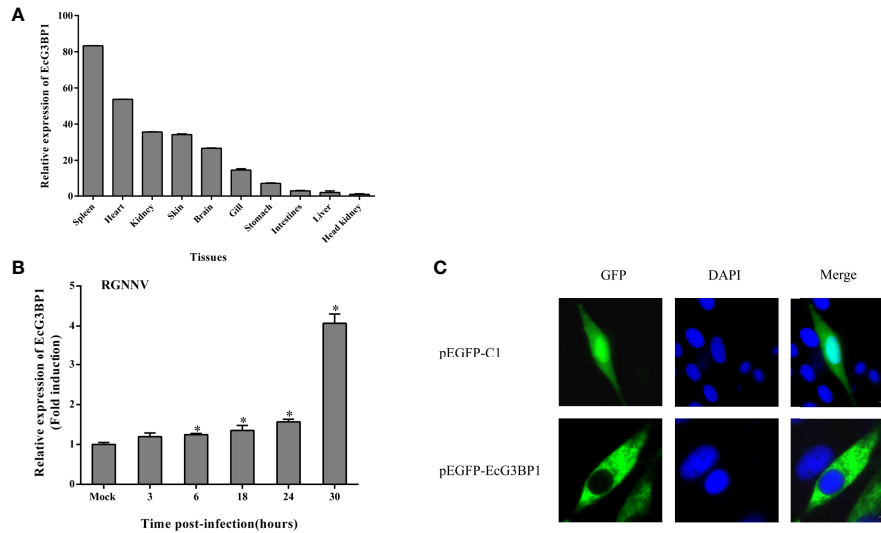 A
Relative expression of EcG3BP1
100
80
60
40
20
0
Spleen
Heart
Kidney
Skin
Brain
Gill
Stomach
Intestines
Liver
Head kidney
Tissues
B
RGNNV
Relative expression of EcG3BP1
(Fold induction)
5
4
3
2
1
0
*
*
*
*
Mock 3 6 18 24 30
Time post-infection(hours)
C
GFP DAPI Merge
pEGFP-C1
pEGFP-EcG3BP1